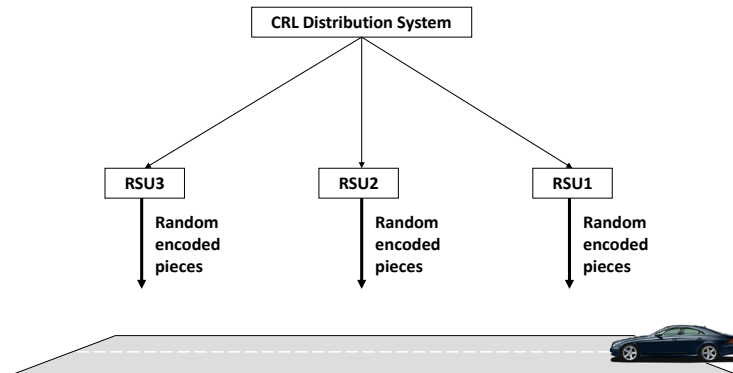 CRL Distribution System
RSU3
RSU2
RSU1
Random
encoded
pieces
Random
encoded
pieces
Random
encoded
pieces